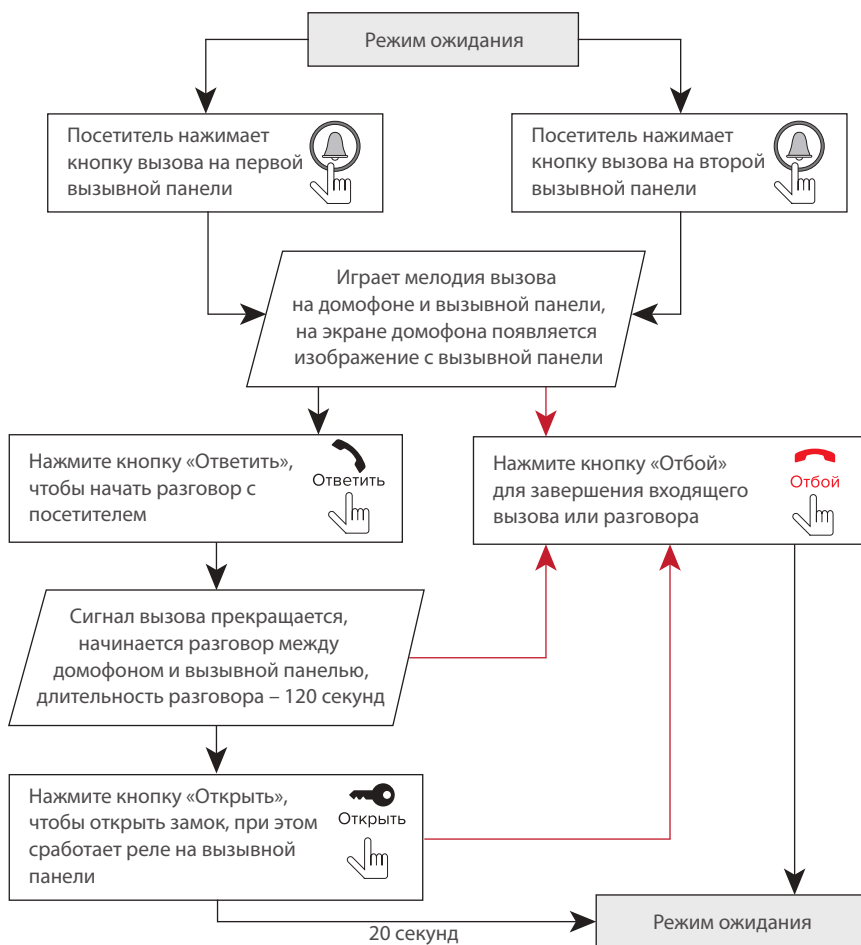 Режим ожидания
Посетитель нажимает
кнопку вызова на первой
вызывной панели
Посетитель нажимает
кнопку вызова на второй
вызывной панели
Играет мелодия вызова
на домофоне и вызывной панели,
на экране домофона появляется
изображение с вызывной панели
Нажмите кнопку «Ответить»,
чтобы начать разговор с
посетителем
Ответить
Нажмите кнопку «Отбой»
для завершения входящего
вызова или разговора
Отбой
Сигнал вызова прекращается,
начинается разговор между
домофоном и вызывной панелью,
длительность разговора – 120 секунд
Нажмите кнопку «Открыть»,
чтобы открыть замок, при этом
сработает реле на вызывной
панели
Открыть
20 секунд
Режим ожидания